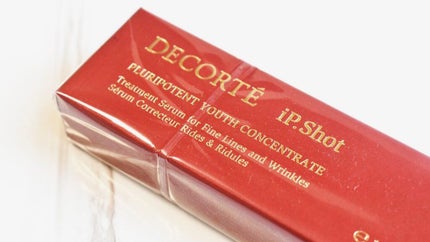 DECORTÉ iP.Shot
PLURIPOTENT YOUTH CONCENTRATE
Treatment Serum for Fine Lines and Wrinkles
Sérum Correcteur Rides & Ridules